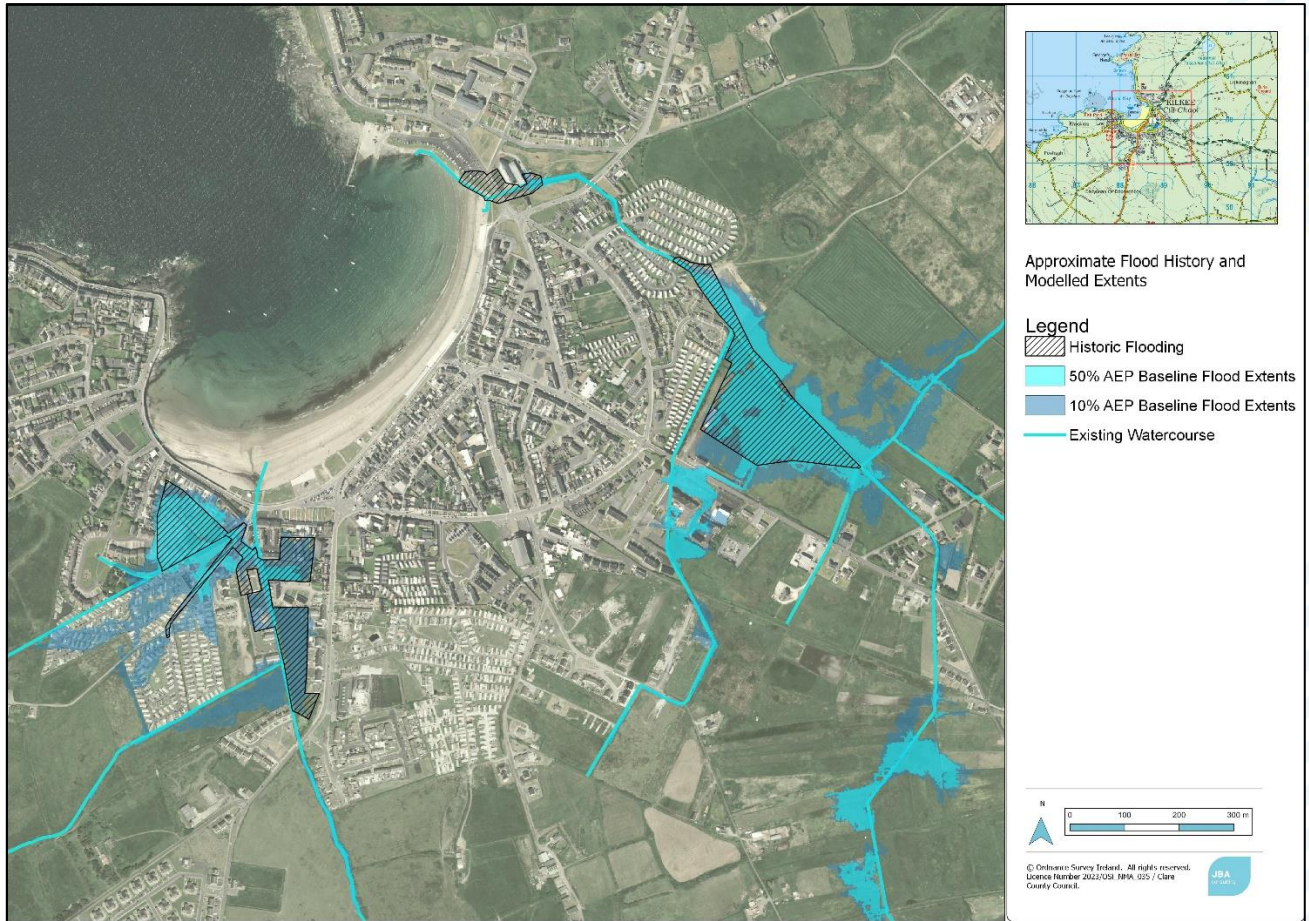 KILKEE
Cill Chaoi
Approximate Flood History and
Modelled Extents
Legend
Historic Flooding
50% AEP Baseline Flood Extents
10% AEP Baseline Flood Extents
Existing Watercourse
N
0 100 200 300 m
© Ordnance Survey Ireland. All rights reserved.
Licence Number 2023/OSI_NMA_035 / Clare
County Council.
JBA